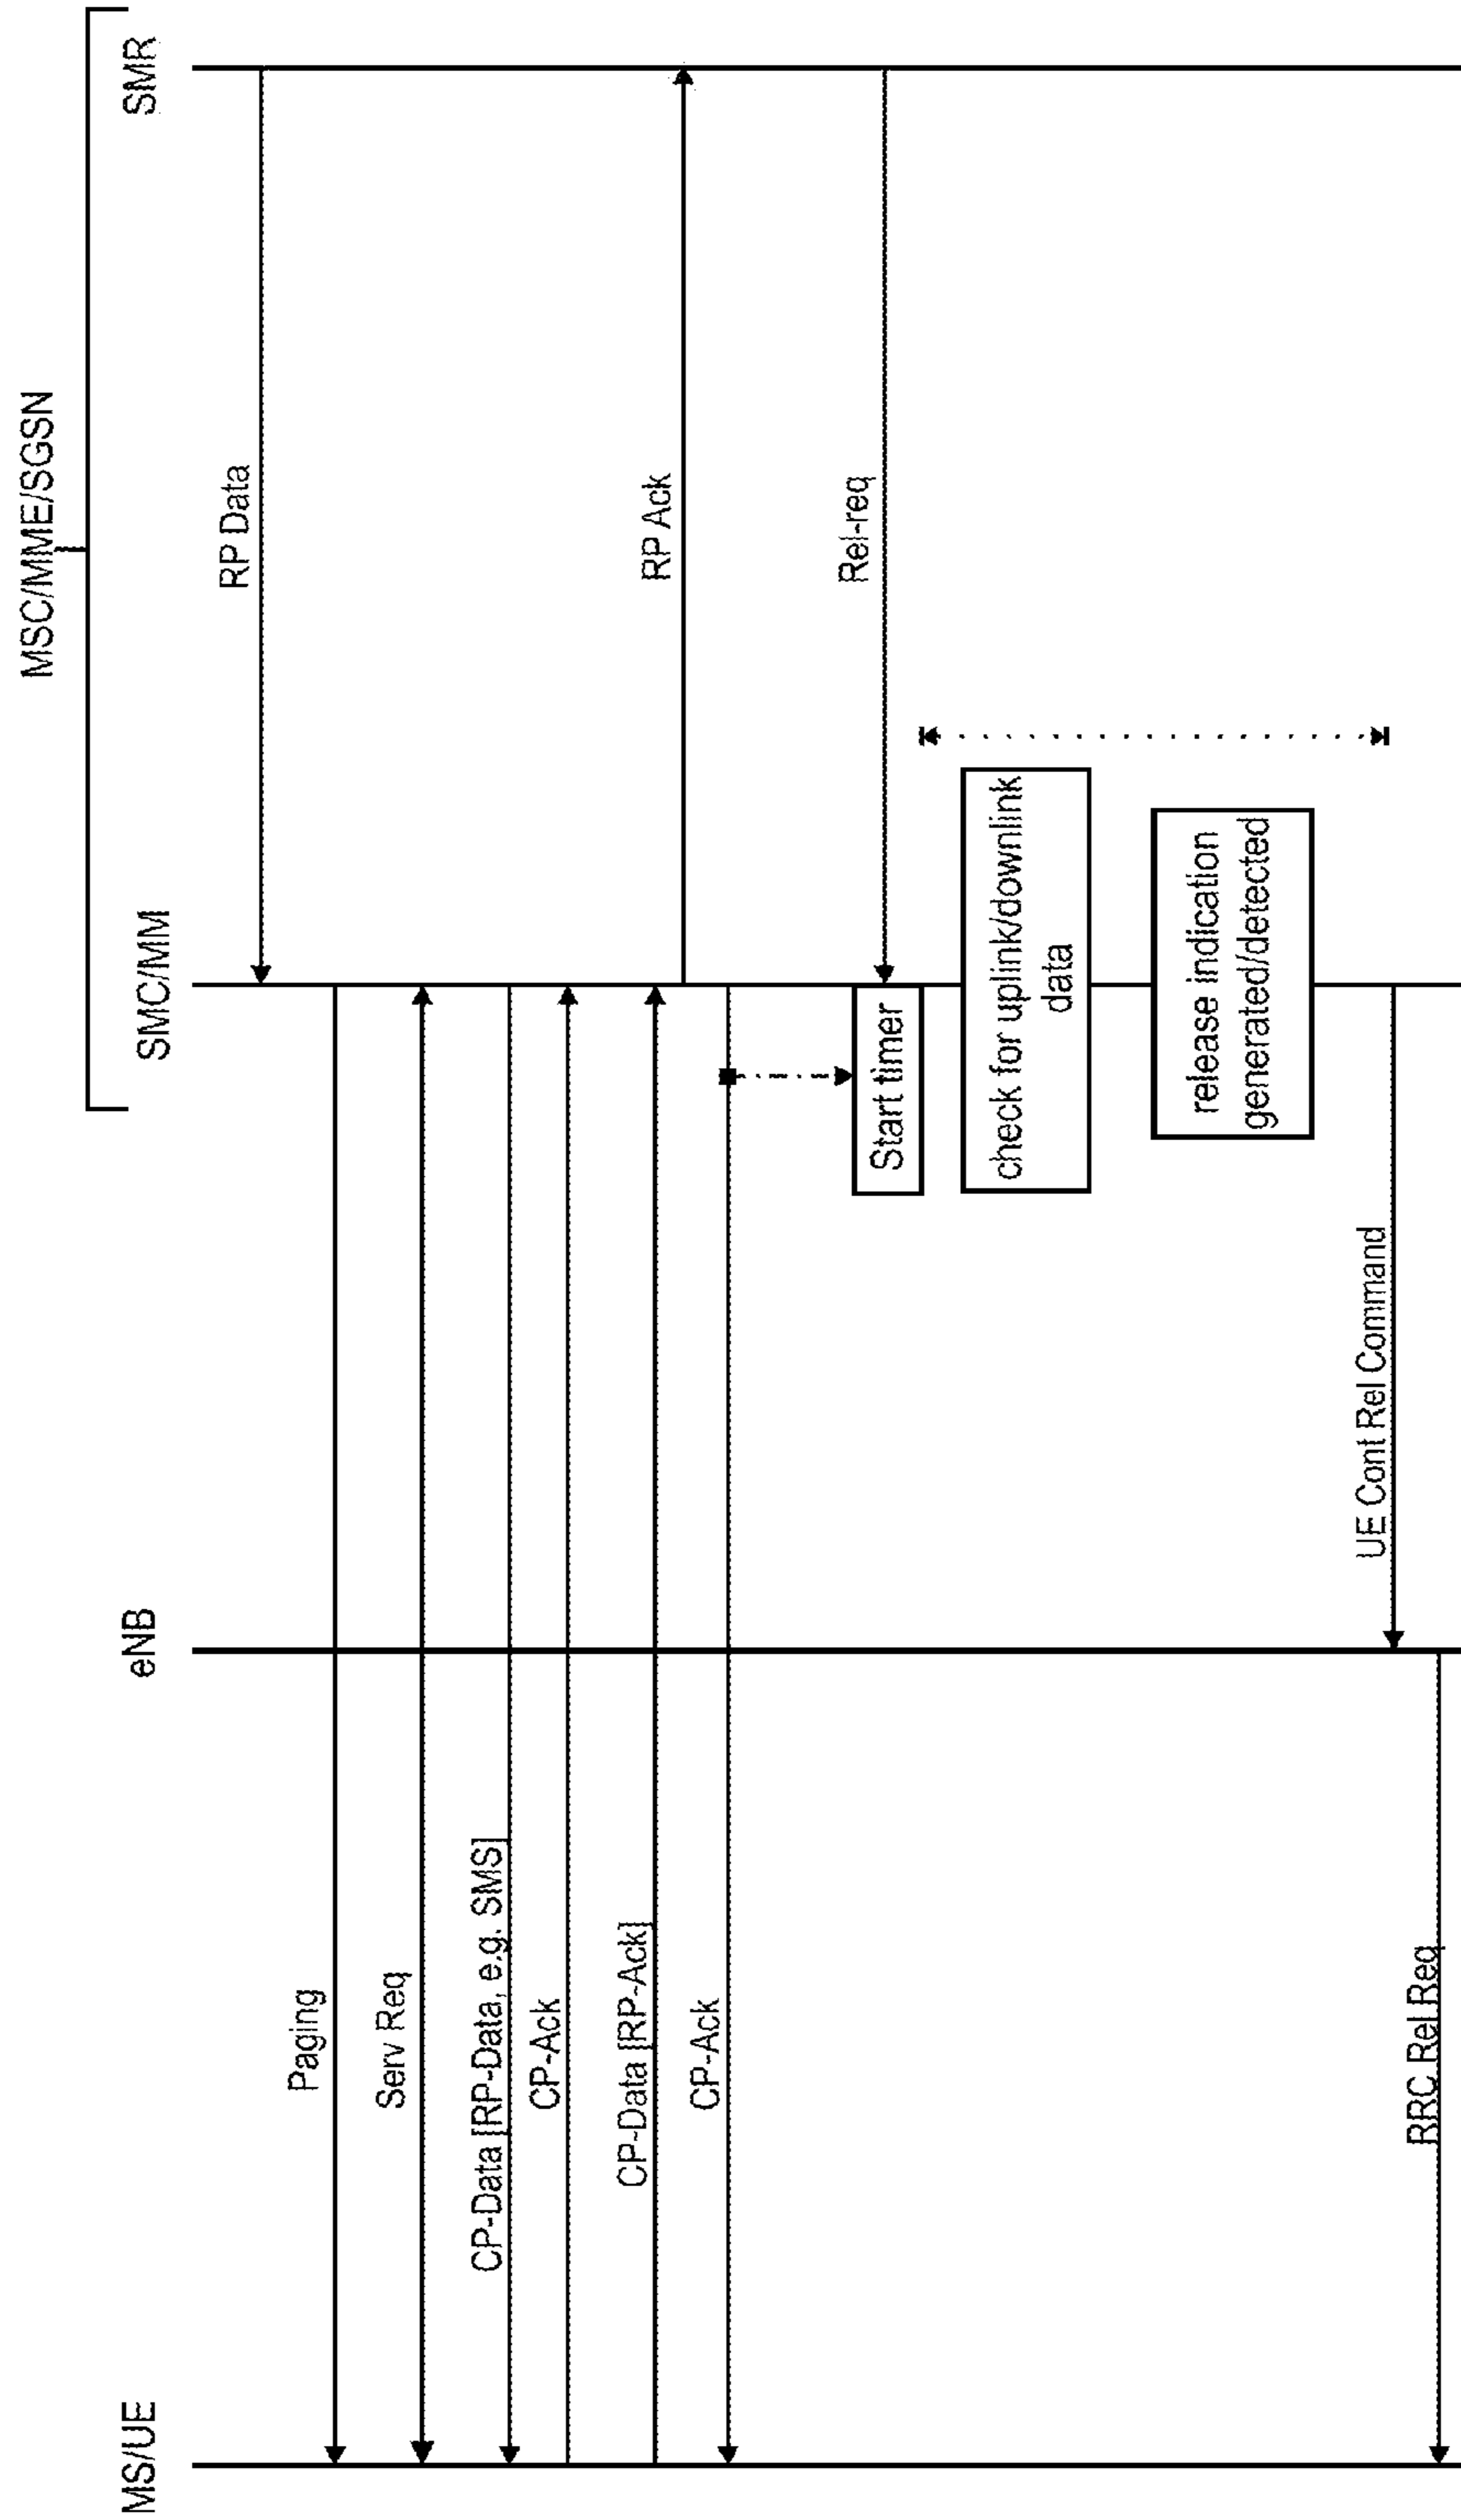 MSC/MME/SGSN
MS/UE
eNB
SMC/MM
SMR
RP Data
Paging
Serv Req
CP-Data [RP-Data, e.g. SMS]
CP-Ack
CP-Data [RP-Ack]
RP Ack
CP-Ack
Rel-req
Start timer
check for uplink/downlink
data
release indication
generated/detected
UE Cont Rel Command
RRC Rel Req